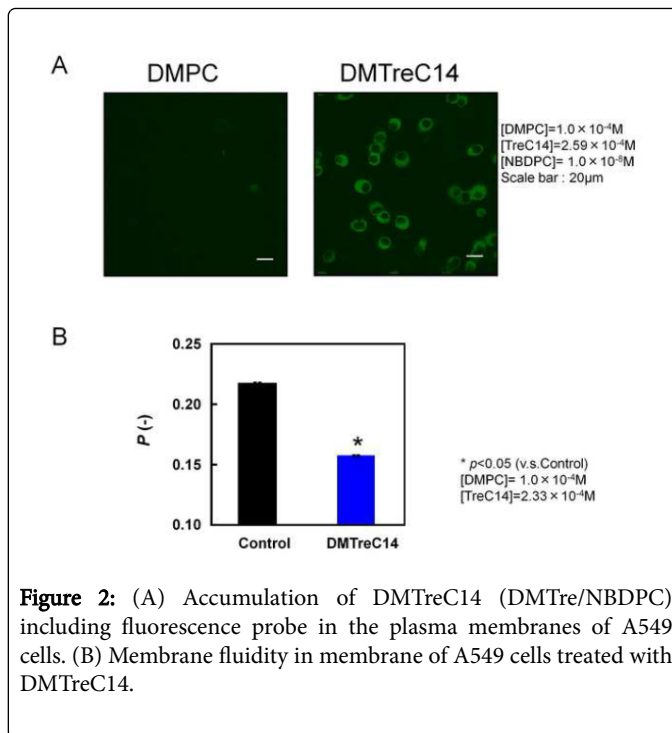 A
DMPC
DMTreC14
[DMPC]=1.0×10⁻⁴M
[TreC14]=2.59×10⁻⁴M
[NBDPC]= 1.0×10⁻⁸M
Scale bar : 20μm
B
0.25
0.20
0.15
0.10
P (-)
*
Control
DMTreC14
* p<0.05 (v.s.Control)
[DMPC]= 1.0×10⁻⁴M
[TreC14]=2.33×10⁻⁴M
Figure 2: (A) Accumulation of DMTreC14 (DMTre/NBDPC)
including fluorescence probe in the plasma membranes of A549
cells. (B) Membrane fluidity in membrane of A549 cells treated with
DMTreC14.